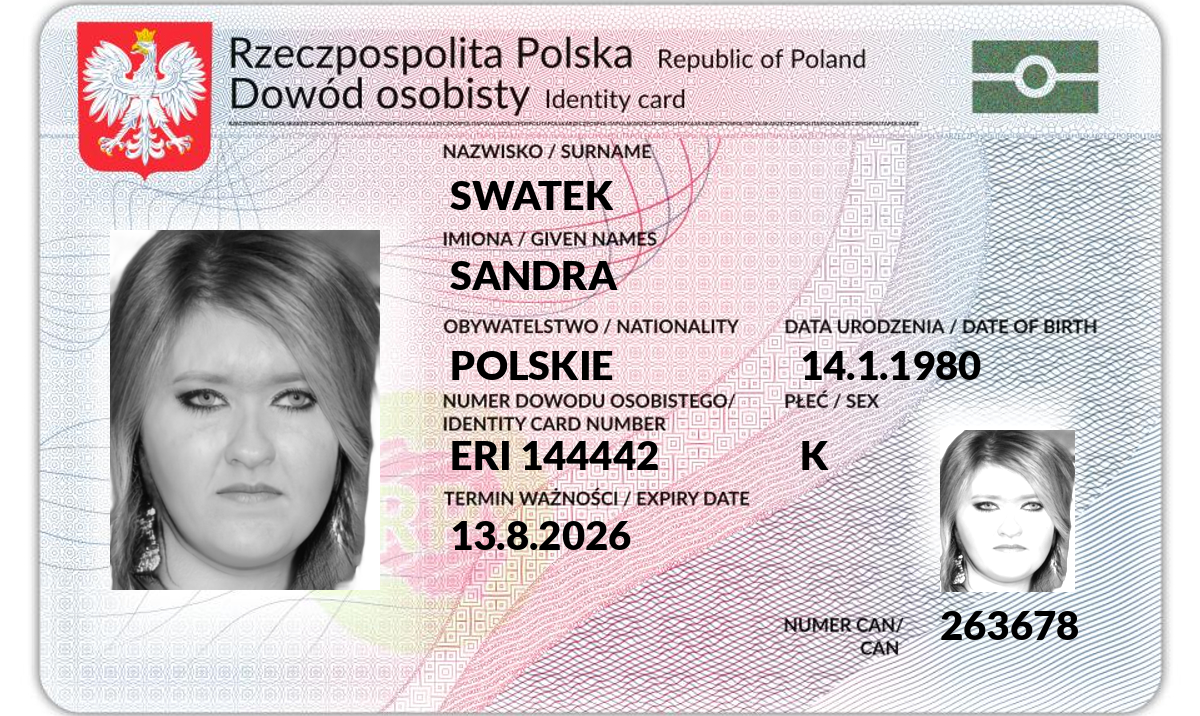 Rzeczpospolita Polska Republic of Poland
Dowód osobisty Identity card
NAZWISKO / SURNAME
SWATEK
IMIONA / GIVEN NAMES
SANDRA
OBYWATELSTWO / NATIONALITY DATA URODZENIA / DATE OF BIRTH
POLSKIE 14.1.1980
NUMER DOWODU OSOBISTEGO/ PŁEĆ / SEX
IDENTITY CARD NUMBER
ERI 144442 K
TERMIN WAŻNOŚCI / EXPIRY DATE
13.8.2026
NUMER CAN/ 263678
CAN